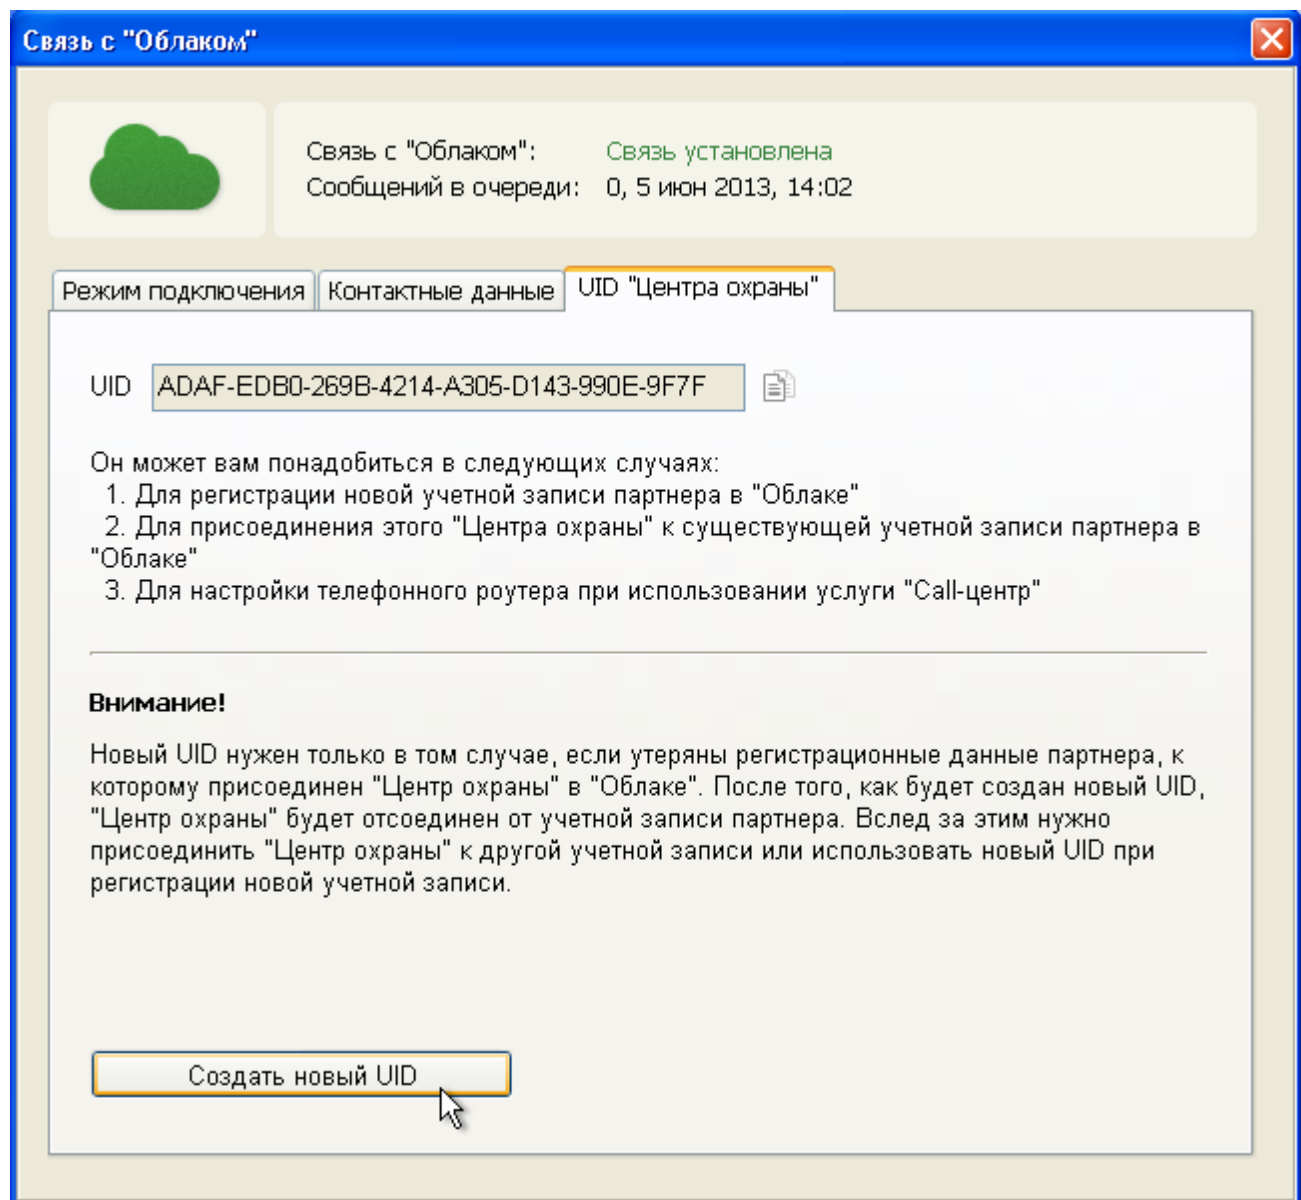 Связь с "Облаком"
Связь с "Облаком": Связь установлена
Сообщений в очереди: 0, 5 июн 2013, 14:02
Режим подключения Контактные данные UID "Центра охраны"
UID ADAF-EDB0-269B-4214-A305-D143-990E-9F7F
Он может вам понадобиться в следующих случаях:
1. Для регистрации новой учетной записи партнера в "Облаке"
2. Для присоединения этого "Центра охраны" к существующей учетной записи партнера в
"Облаке"
3. Для настройки телефонного роутера при использовании услуги "Call-центр"
Внимание!
Новый UID нужен только в том случае, если утеряны регистрационные данные партнера, к
которому присоединен "Центр охраны" в "Облаке". После того, как будет создан новый UID,
"Центр охраны" будет отсоединен от учетной записи партнера. Вслед за этим нужно
присоединить "Центр охраны" к другой учетной записи или использовать новый UID при
регистрации новой учетной записи.
Создать новый UID